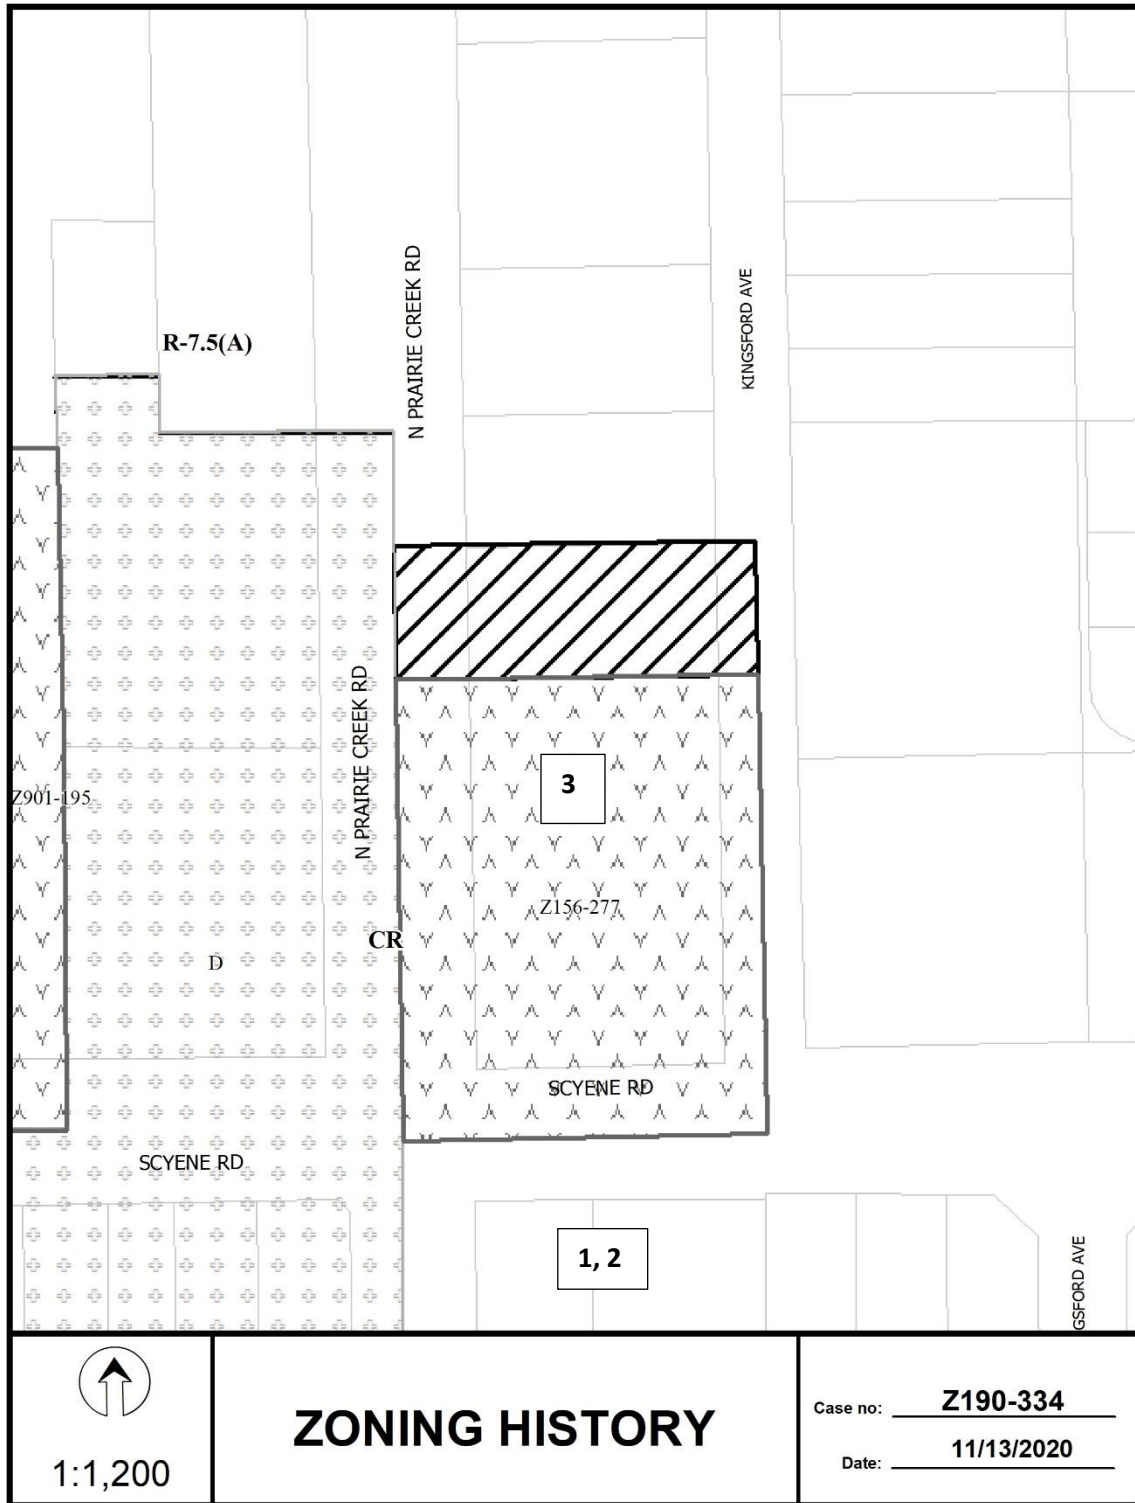 N PRAIRIE CREEK RD
KINGSFORD AVE
R-7.5(A)
N PRAIRIE CREEK RD
3
Z901-195
Z156-277
CR
D
SCYENE RD
SCYENE RD
1, 2
GSFORD AVE
1:1,200
ZONING HISTORY
Case no: Z190-334
Date: 11/13/2020